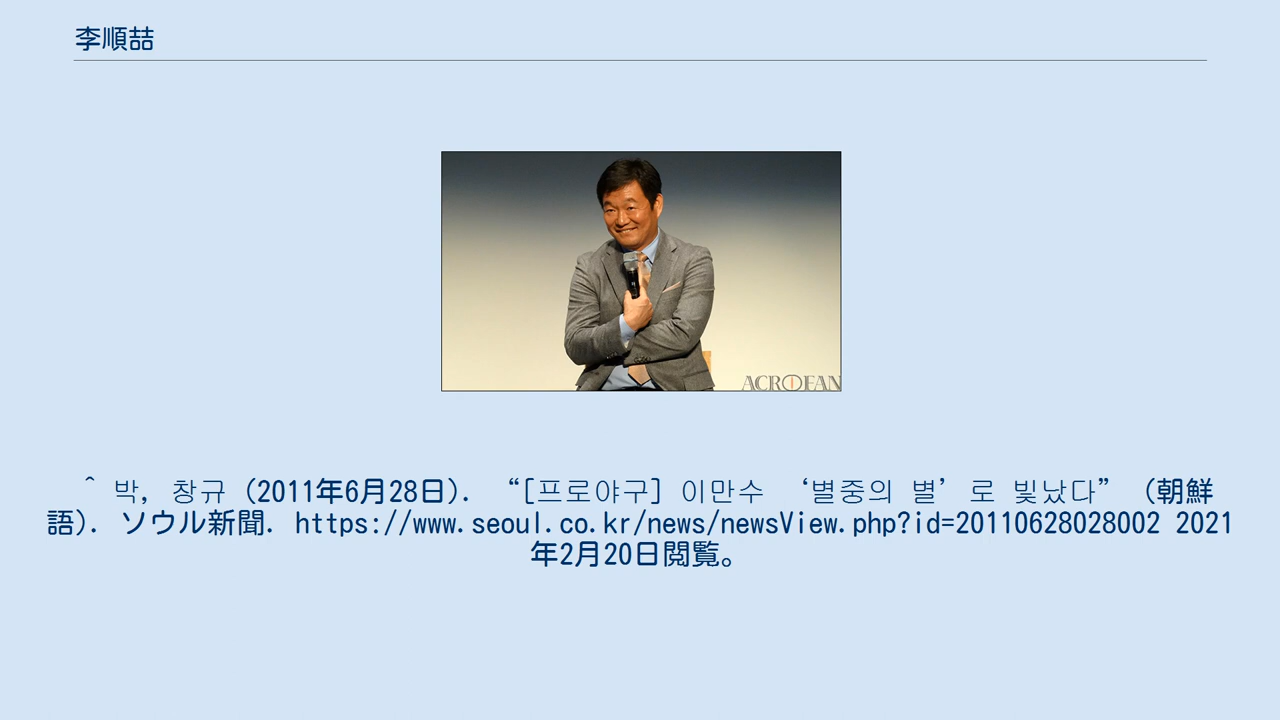 李順喆
ACROFAN
^ 박, 창규 (2011年6月28日). “[프로야구] 이만수 ‘별중의 별’로 빛났다” (朝鮮
語). ソウル新聞. https://www.seoul.co.kr/news/newsView.php?id=20110628028002 2021
年2月20日閲覧。